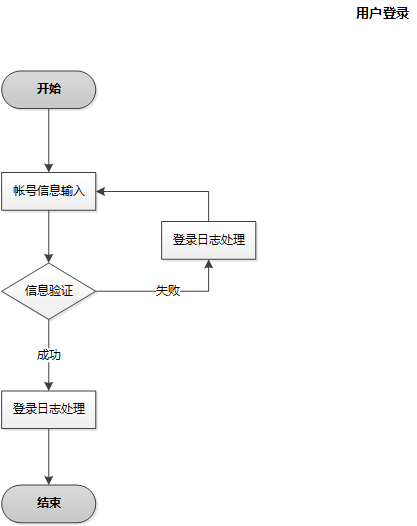 用户登录
开始
帐号信息输入
登录日志处理
信息验证
失败
成功
登录日志处理
结束